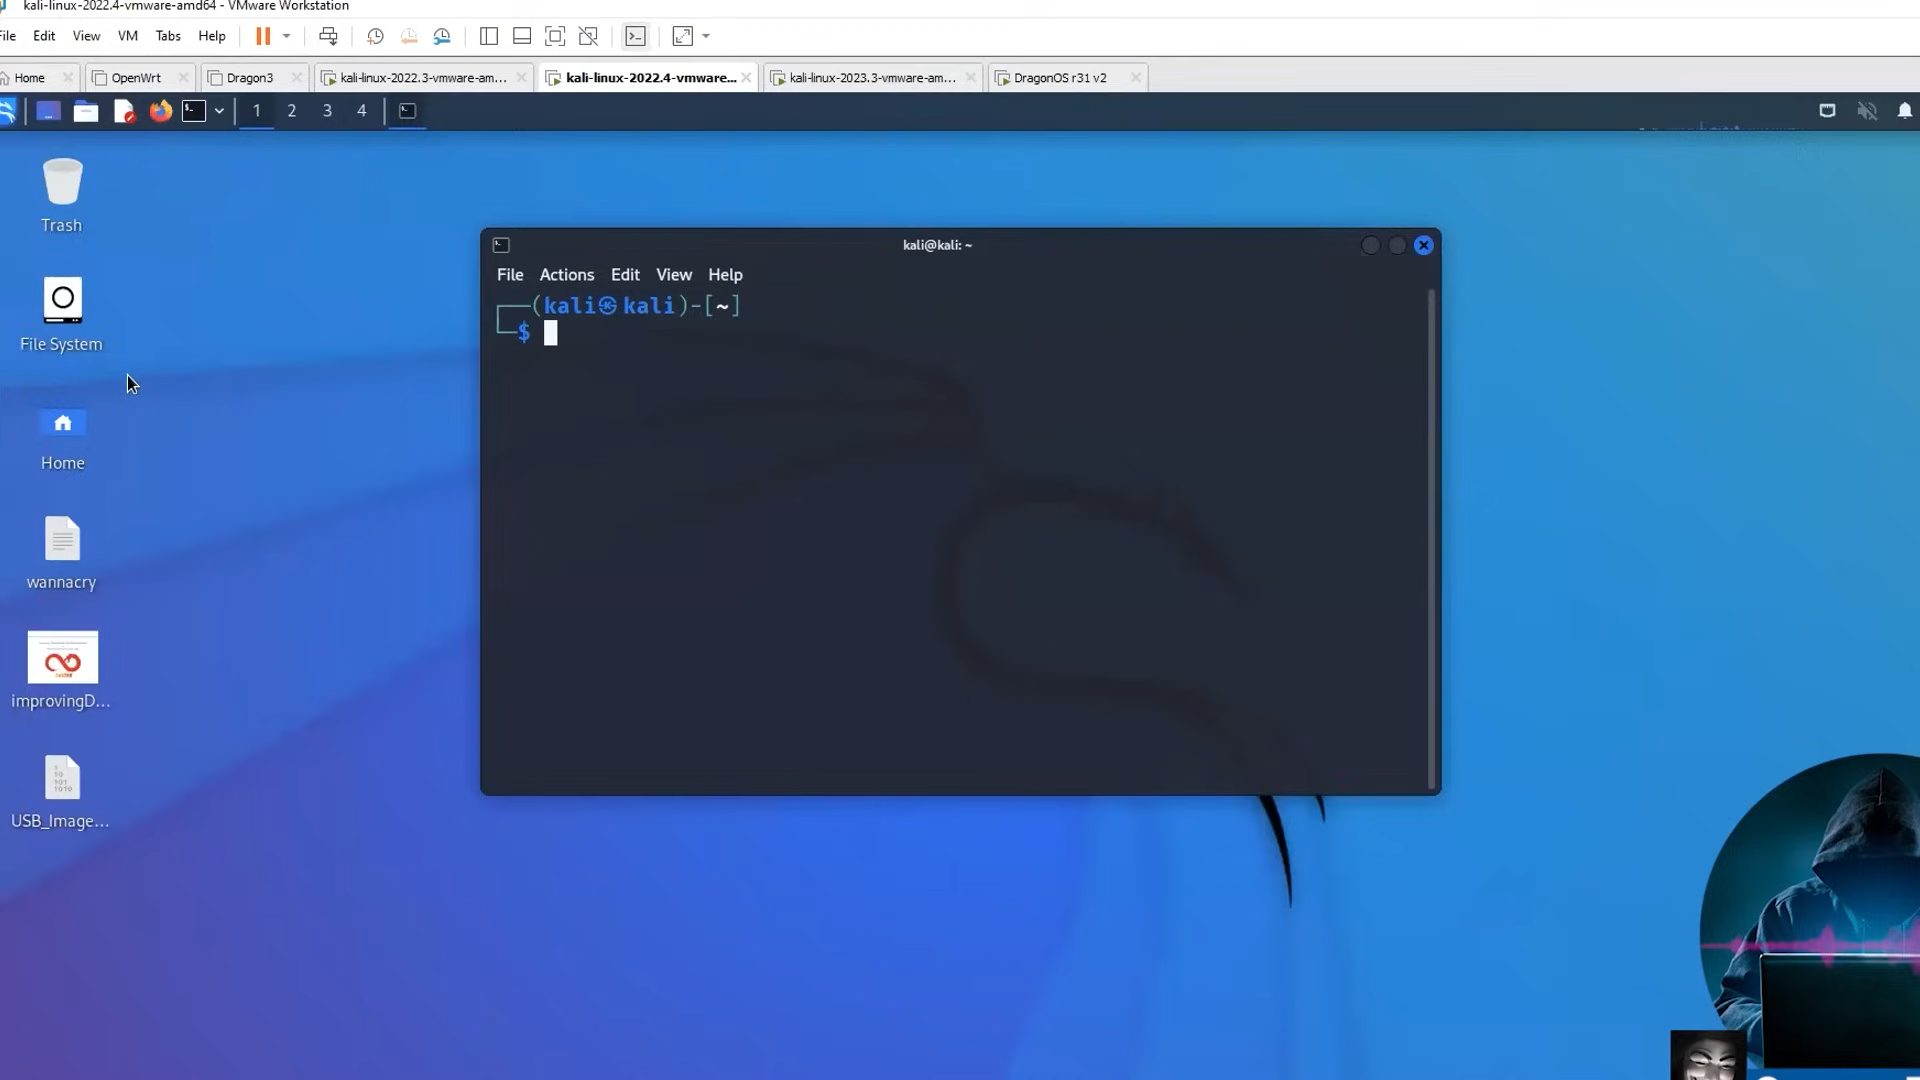 kali-linux-2022.4-vmware-amd64 - VMware Workstation
File Edit View VM Tabs Help
Home OpenWrt Dragon3 kali-linux-2022.3-vmware-am... kali-linux-2022.4-vmware... kali-linux-2023.3-vmware-am... DragonOS r31 v2
1 2 3 4
Trash
File System
Home
wannacry
improvingD...
USB_Image...
kali@kali: ~
File Actions Edit View Help
(kali㉿kali)-[~]
$